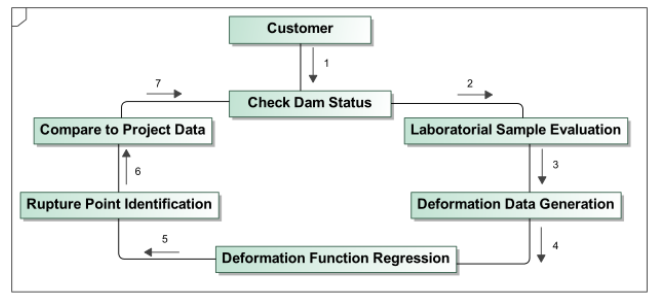 Customer
1
7
2
Check Dam Status
Compare to Project Data
Laboratorial Sample Evaluation
6
3
Rupture Point Identification
Deformation Data Generation
5
4
Deformation Function Regression